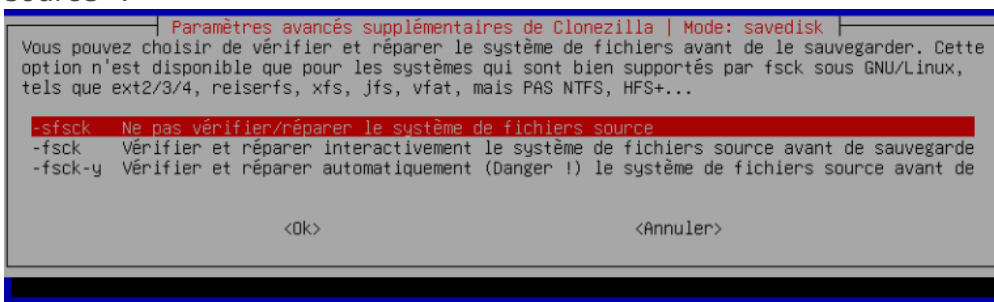 Paramètres avancés supplémentaires de Clonezilla | Mode: savedisk
Vous pouvez choisir de vérifier et réparer le système de fichiers avant de le sauvegarder. Cette
option n'est disponible que pour les systèmes qui sont bien supportés par fsck sous GNU/Linux,
tels que ext2/3/4, reiserfs, xfs, jfs, vfat, mais PAS NTFS, HFS+...
-sfsck Ne pas vérifier/réparer le système de fichiers source
-fsck Vérifier et réparer interactivement le système de fichiers source avant de sauvegarde
-fsck-y Vérifier et réparer automatiquement (Danger !) le système de fichiers source avant de
<Ok> <Annuler>